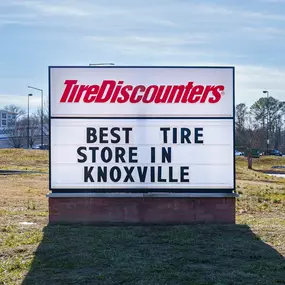 TireDiscounters
BEST TIRE
STORE IN
KNOXVILLE